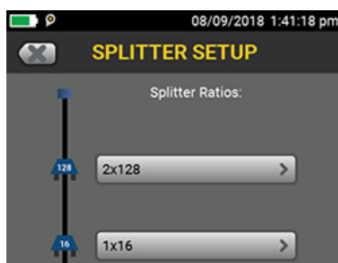 08/09/2018 1:41:18 pm
SPLITTER SETUP
Splitter Ratios:
128
2x128
16
1x16